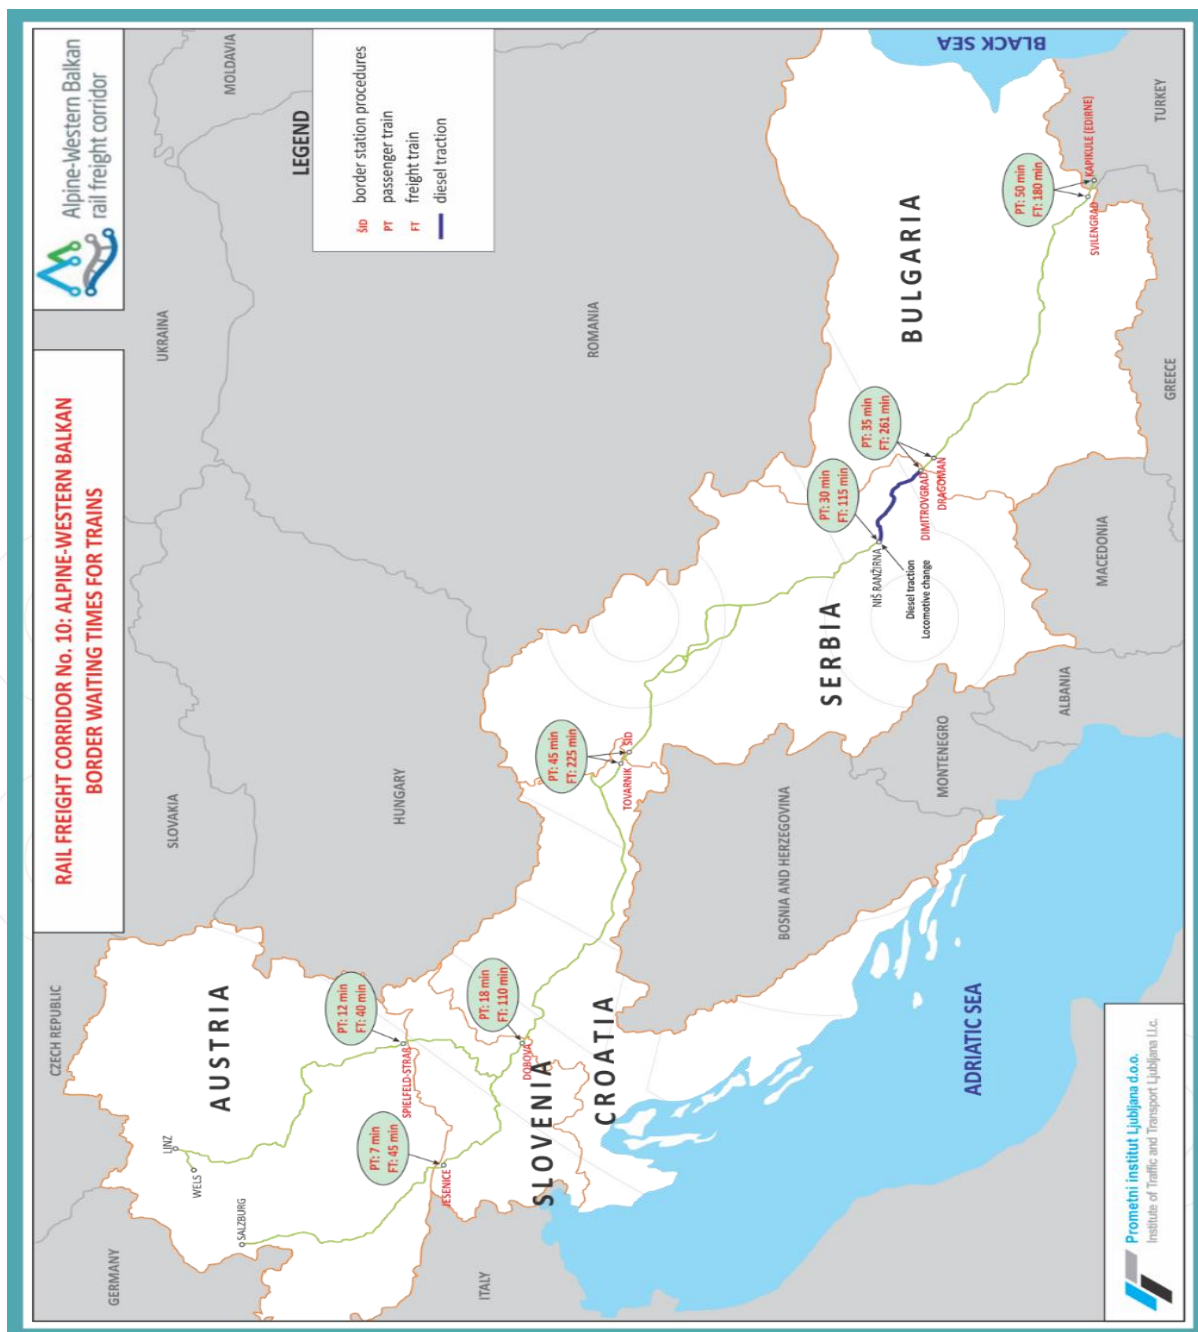 RAIL FREIGHT CORRIDOR No. 10: ALPINE-WESTERN BALKAN
BORDER WAITING TIMES FOR TRAINS
Alpine-Western Balkan
rail freight corridor
LEGEND
ŠID border station procedures
PT passenger train
FT freight train
diesel traction
GERMANY
CZECH REPUBLIC
SLOVAKIA
UKRAINA
MOLDAVIA
LINZ
WELS
SALZBURG
AUSTRIA
PT: 12 min
FT: 40 min
SPIELFELD-STRAß
PT: 7 min
FT: 45 min
JESENICE
ITALY
HUNGARY
ROMANIA
PT: 18 min
FT: 110 min
DOBOVA
SLOVENIA
CROATIA
PT: 45 min
FT: 225 min
TOVARNIK
ŠID
BOSNIA AND HERZEGOVINA
SERBIA
PT: 30 min
FT: 115 min
NIŠ RANŽIRNA
Diesel traction
Locomotive change
PT: 35 min
FT: 261 min
DIMITROVGRAD
DRAGOMAN
BULGARIA
PT: 50 min
FT: 180 min
SVILENGRAD
KAPIKULE (EDIRNE)
BLACK SEA
TURKEY
GREECE
MACEDONIA
ALBANIA
MONTENEGRO
ADRIATIC SEA
Prometni institut Ljubljana d.o.o.
Institute of Traffic and Transport Ljubljana l.l.c.